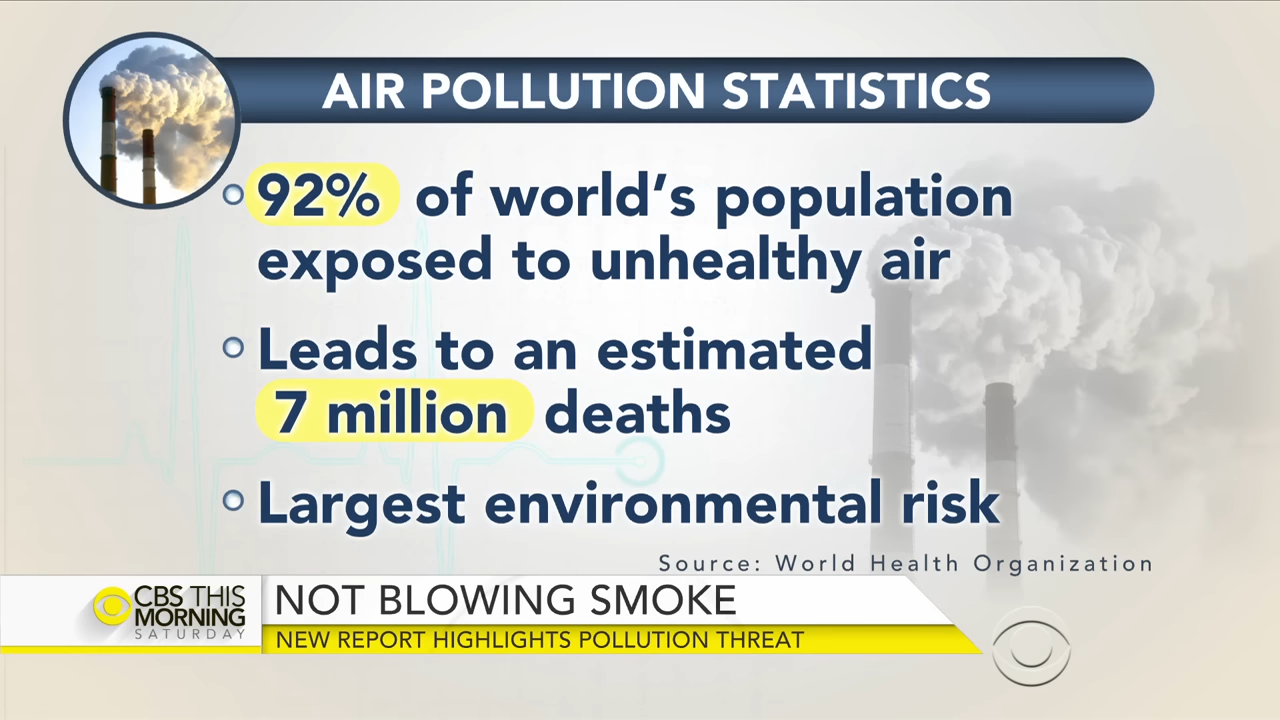 AIR POLLUTION STATISTICS
92% of world's population
exposed to unhealthy air
Leads to an estimated
7 million deaths
Largest environmental risk
Source: World Health Organization
CBS THIS
MORNING
SATURDAY
NOT BLOWING SMOKE
NEW REPORT HIGHLIGHTS POLLUTION THREAT